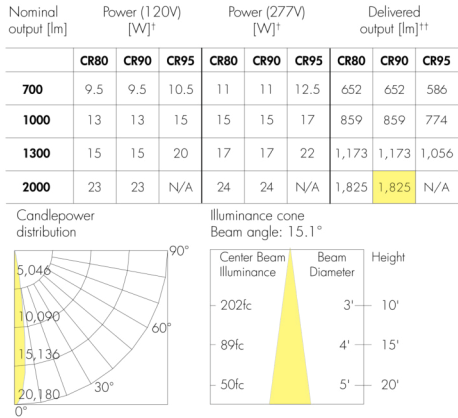 Nominal output [lm] Power (120V) [W]† Power (277V) [W]† Delivered output [lm]††
CR80 CR90 CR95 CR80 CR90 CR95 CR80 CR90 CR95
700 9.5 9.5 10.5 11 11 12.5 652 652 586
1000 13 13 15 15 15 17 859 859 774
1300 15 15 20 17 17 22 1,173 1,173 1,056
2000 23 23 N/A 24 24 N/A 1,825 1,825 N/A
Candlepower
distribution
90°
5,046
10,090
60°
15,136
30°
20,180
0°
Illuminance cone
Beam angle: 15.1°
Center Beam Illuminance Beam Diameter Height
202fc 3' 10'
89fc 4' 15'
50fc 5' 20'